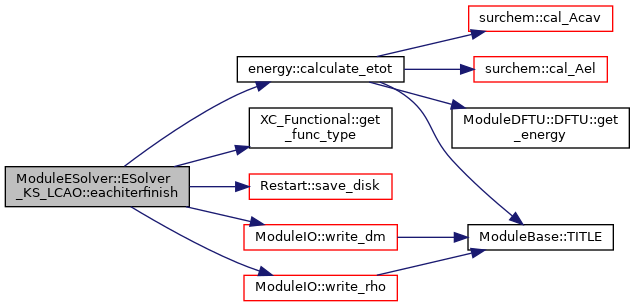 surchem::cal_Acav
energy::calculate_etot
surchem::cal_Ael
XC_Functional::get
_func_type
ModuleDFTU::DFTU::get
_energy
ModuleESolver::ESolver
_KS_LCAO::eachiterfinish
Restart::save_disk
ModuleIO::write_dm
ModuleBase::TITLE
ModuleIO::write_rho